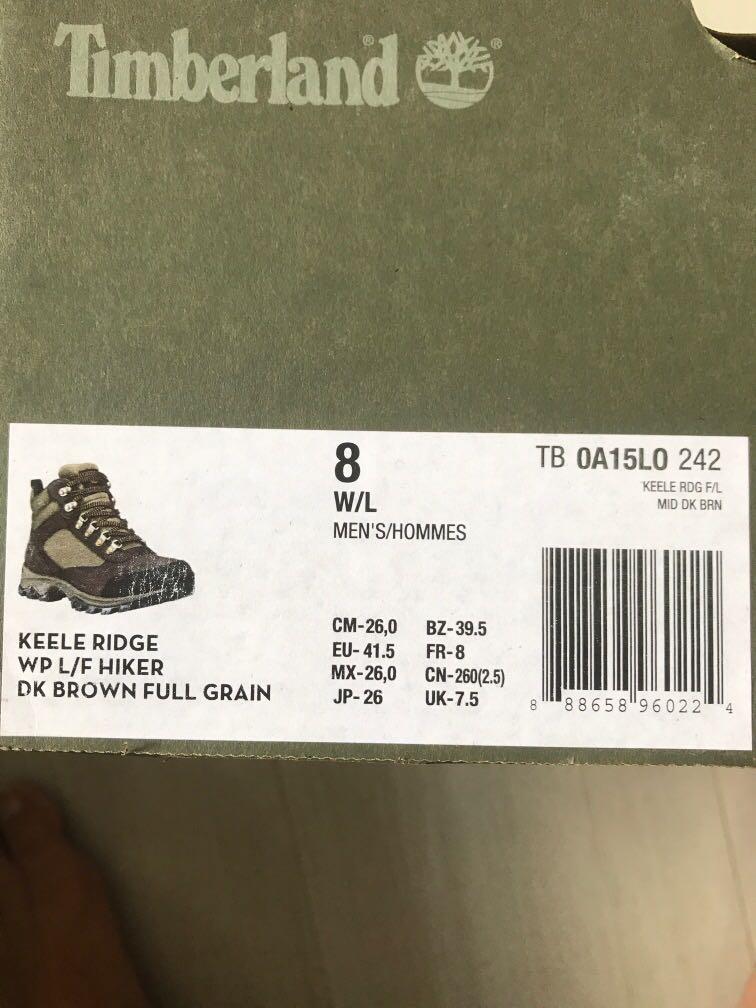 Timberland®
®
8
W/L
MEN'S/HOMMES
TB 0A15LO 242
KEELE RDG F/L
MID DK BRN
KEELE RIDGE
WP L/F HIKER
DK BROWN FULL GRAIN
CM-26,0 BZ-39.5
EU-41.5 FR-8
MX-26,0 CN-260(2.5)
JP-26 UK-7.5
8 88658 96022 4